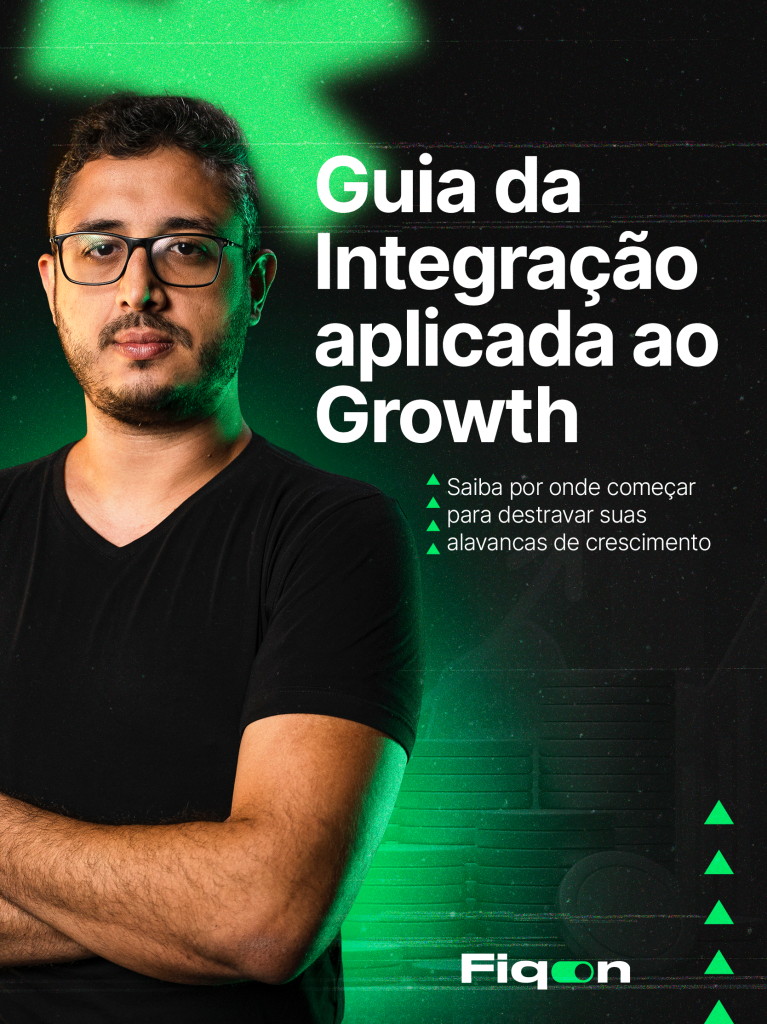 Guia da
Integração
aplicada ao
Growth
Saiba por onde começar
para destravar suas
alavancas de crescimento
Fiqon